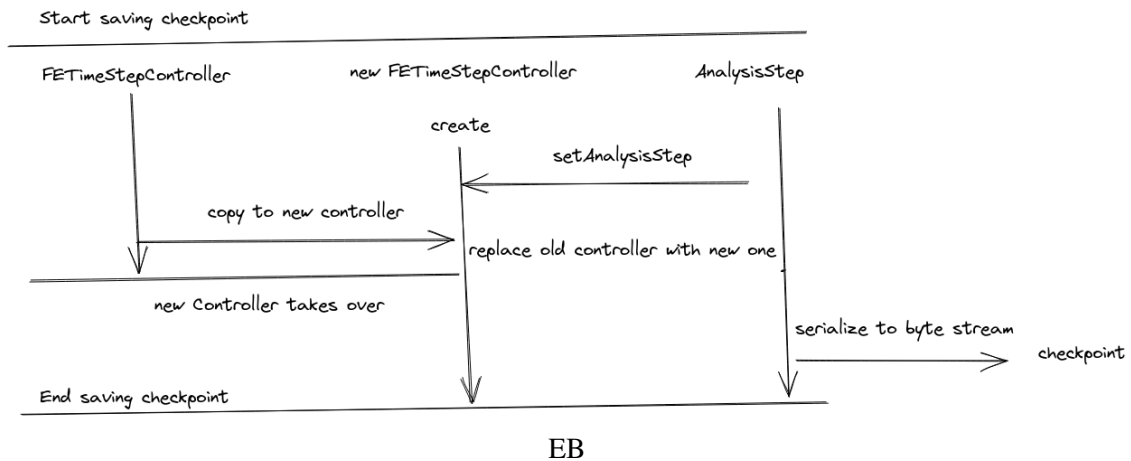 Start saving checkpoint
FETimeStepController
new FETimeStepController
AnalysisStep
create
setAnalysisStep
copy to new controller
replace old controller with new one
new Controller takes over
serialize to byte stream
checkpoint
End saving checkpoint
EB